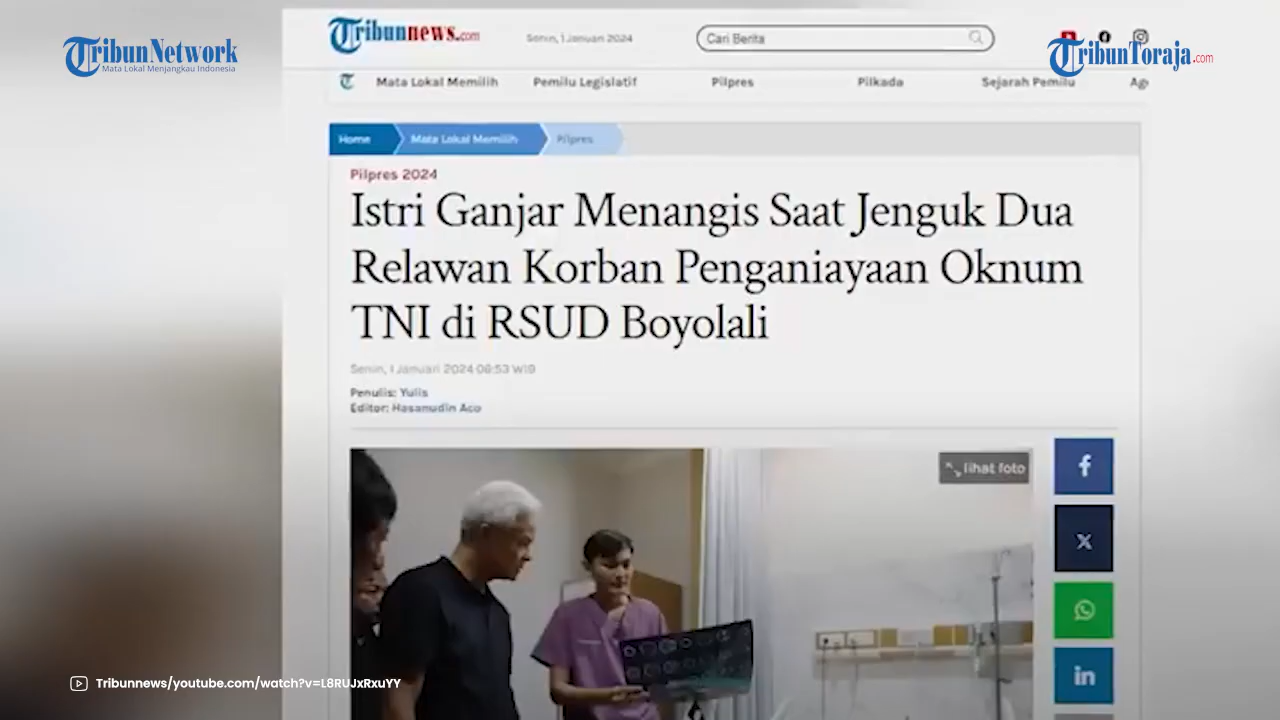 TribunNetwork
Mata Lokal Menjangkau Indonesia
Tribunnews.com
Senin, 1 Januari 2024
Cari Berita
TribunToraja.com
Mata Lokal Memilih
Pemilu Legislatif
Pilpres
Pilkada
Sejarah Pemilu
Ag
Home
Mata Lokal Memilih
Pilpres
Pilpres 2024
Istri Ganjar Menangis Saat Jenguk Dua
Relawan Korban Penganiayaan Oknum
TNI di RSUD Boyolali
Senin, 1 Januari 2024 06:53 WIB
Penulis: Yulis
Editor: Hasanudin Aco
lihat foto
Tribunnews/youtube.com/watch?v=L8RUJxRxuYY